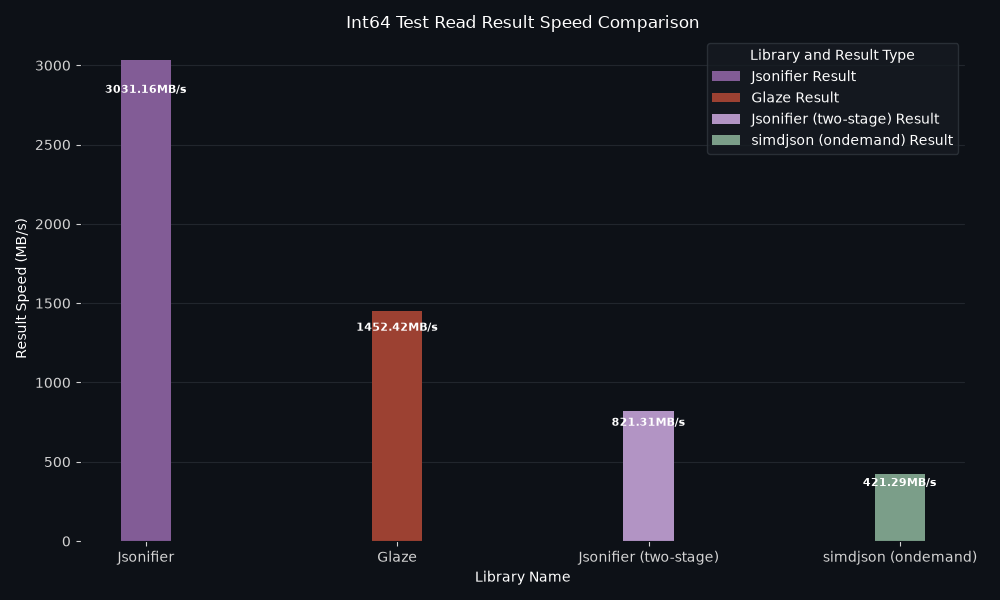 Int64 Test Read Result Speed Comparison
Library and Result Type
Jsonifier Result
Glaze Result
Jsonifier (two-stage) Result
simdjson (ondemand) Result
Result Speed (MB/s)
3000
2500
2000
1500
1000
500
0
3031.16MB/s
1452.42MB/s
821.31MB/s
421.29MB/s
Jsonifier
Glaze
Jsonifier (two-stage)
simdjson (ondemand)
Library Name